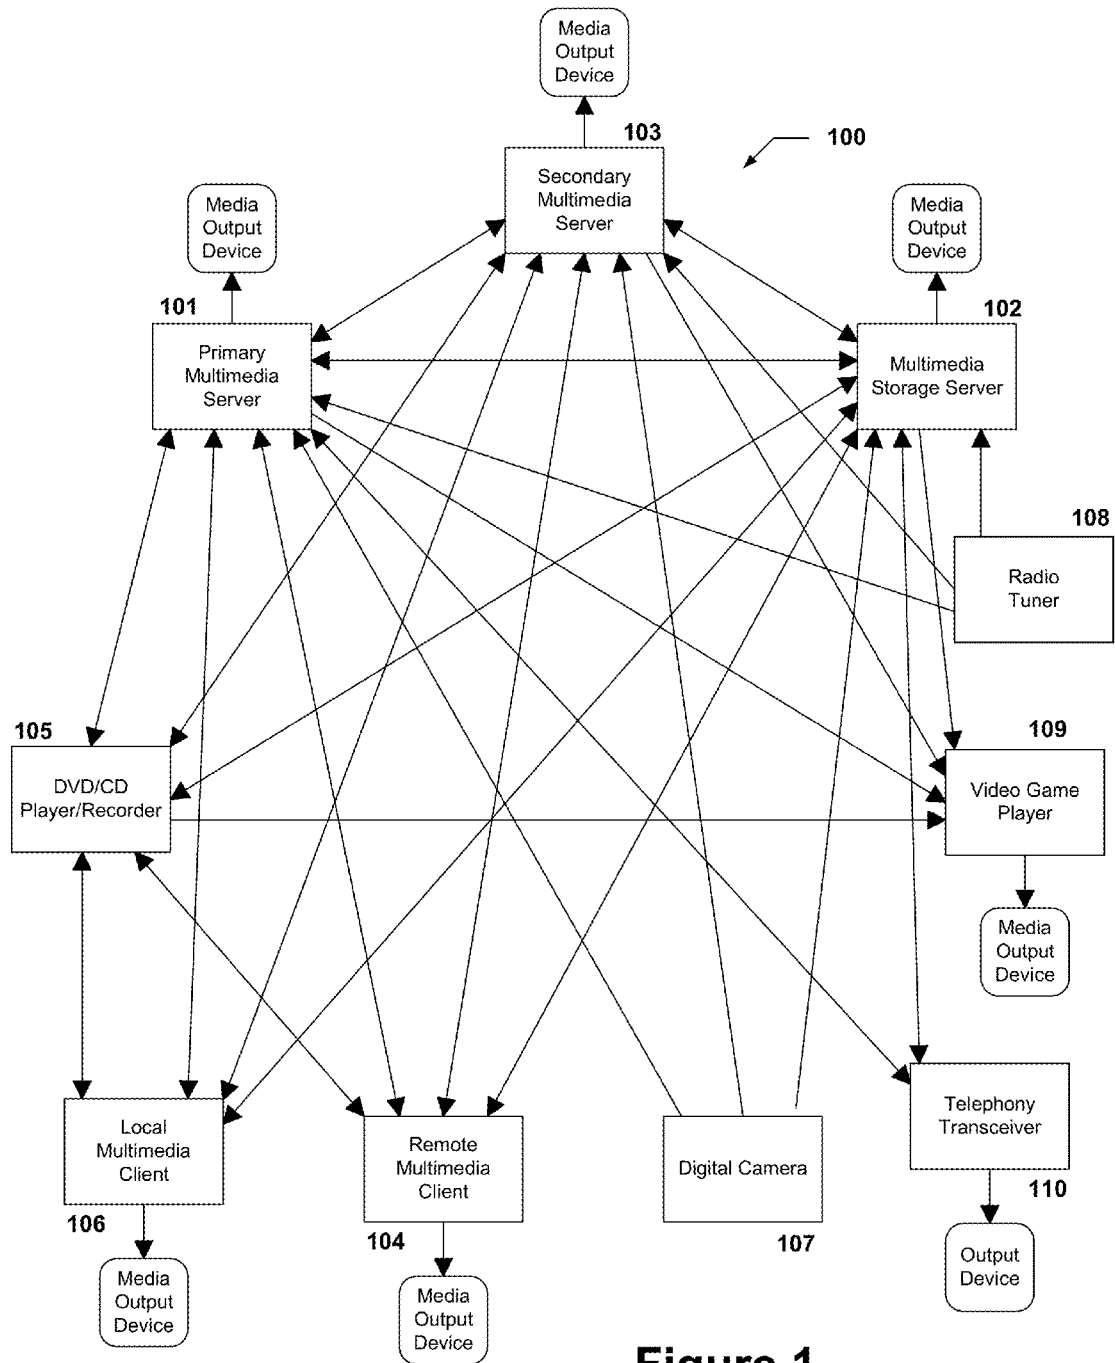 Media
Output
Device
103
100
Secondary
Multimedia
Server
Media
Output
Device
Media
Output
Device
101
102
Primary
Multimedia
Server
Multimedia
Storage Server
108
Radio
Tuner
105
109
DVD/CD
Player/Recorder
Video Game
Player
Media
Output
Device
Local
Multimedia
Client
Remote
Multimedia
Client
Digital Camera
Telephony
Transceiver
106
104
107
110
Media
Output
Device
Media
Output
Device
Output
Device
Figure 1